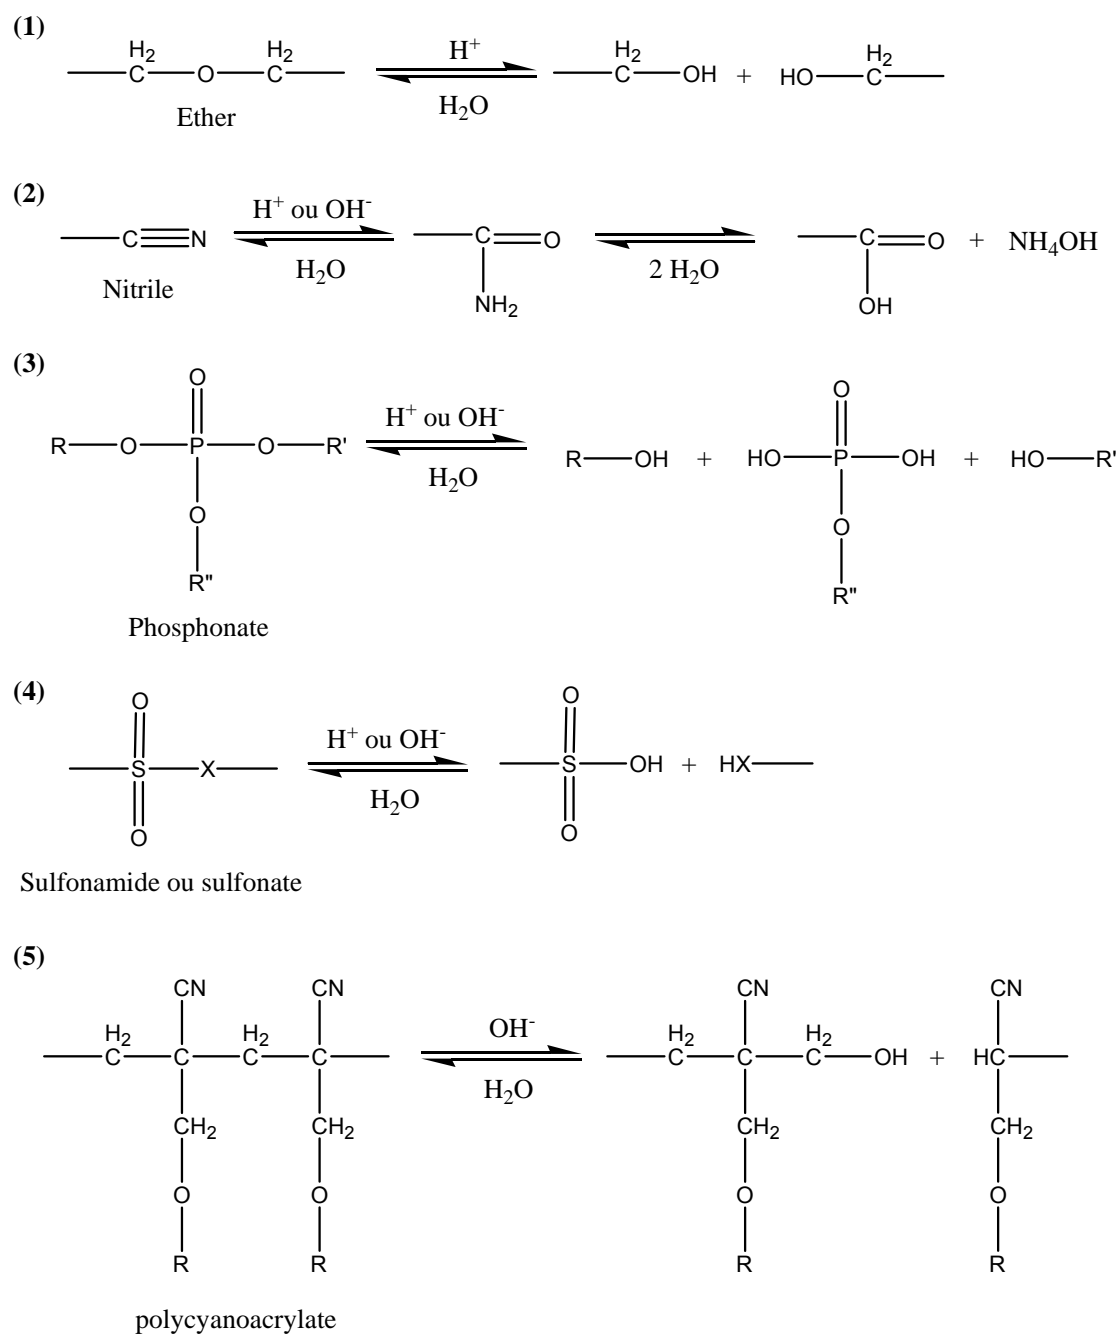 (1)
H2 H2 H+ H2 H2
C O C C OH + HO C
H2O
Ether
(2)
H+ ou OH-
C N C O C O + NH4OH
H2O 2 H2O
Nitrile
NH2 OH
(3)
O O
H+ ou OH-
R O P O R' R OH + HO P OH + HO R'
H2O
O O
R" R"
Phosphonate
(4)
O O
H+ ou OH-
S X S OH + HX
H2O
O O
Sulfonamide ou sulfonate
(5)
CN CN CN CN
OH-
H2 H2 H2 H2
C C C C C C C OH + HC
H2O
CH2 CH2 CH2 CH2
O O O O
R R R R
polycyanoacrylate